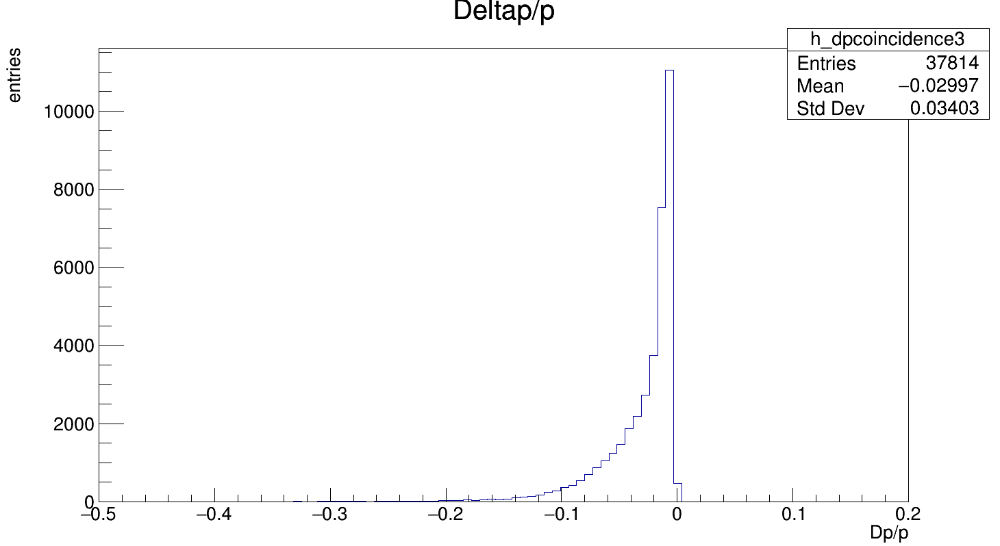 Deltap/p
h_dpcoincidence3
Entries 37814
Mean −0.02997
Std Dev 0.03403
entries
10000
8000
6000
4000
2000
0
−0.5 −0.4 −0.3 −0.2 −0.1 0 0.1 0.2
Dp/p